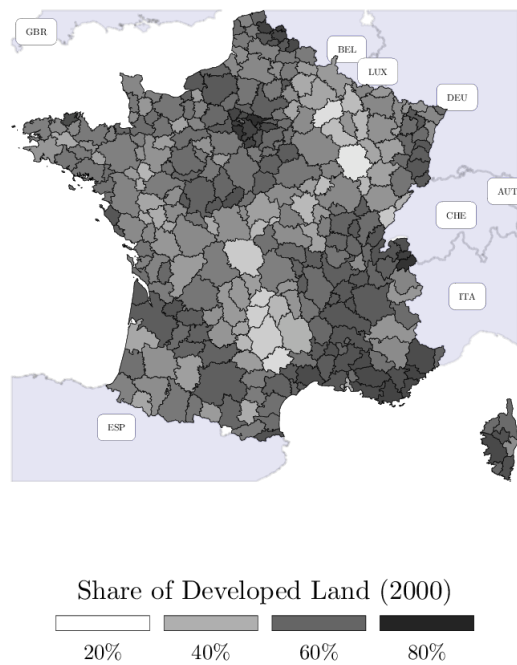 GBR
BEL
LUX
DEU
AUT
CHE
ITA
ESP
Share of Developed Land (2000)
20% 40% 60% 80%